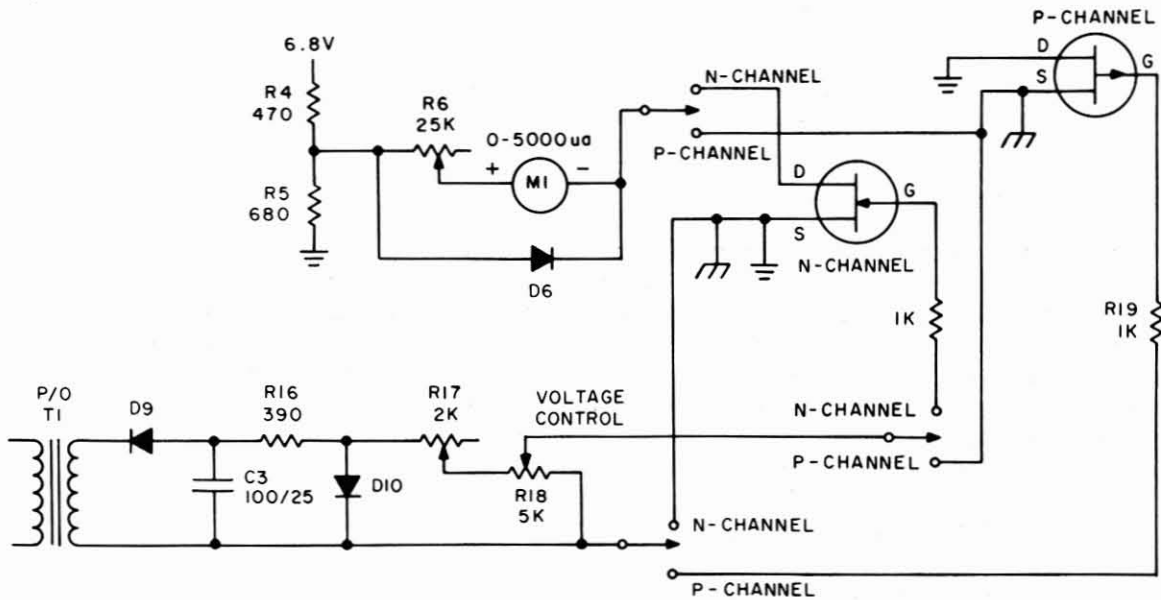 P-CHANNEL
D
S
G
6.8V
R4
470
R6
25K
0-5000ua
+
-
M1
N-CHANNEL
P-CHANNEL
R5
680
D6
D
S
G
N-CHANNEL
1K
R19
1K
P/O
T1
D9
R16
390
R17
2K
VOLTAGE
CONTROL
N-CHANNEL
P-CHANNEL
C3
100/25
D10
R18
5K
N-CHANNEL
P-CHANNEL